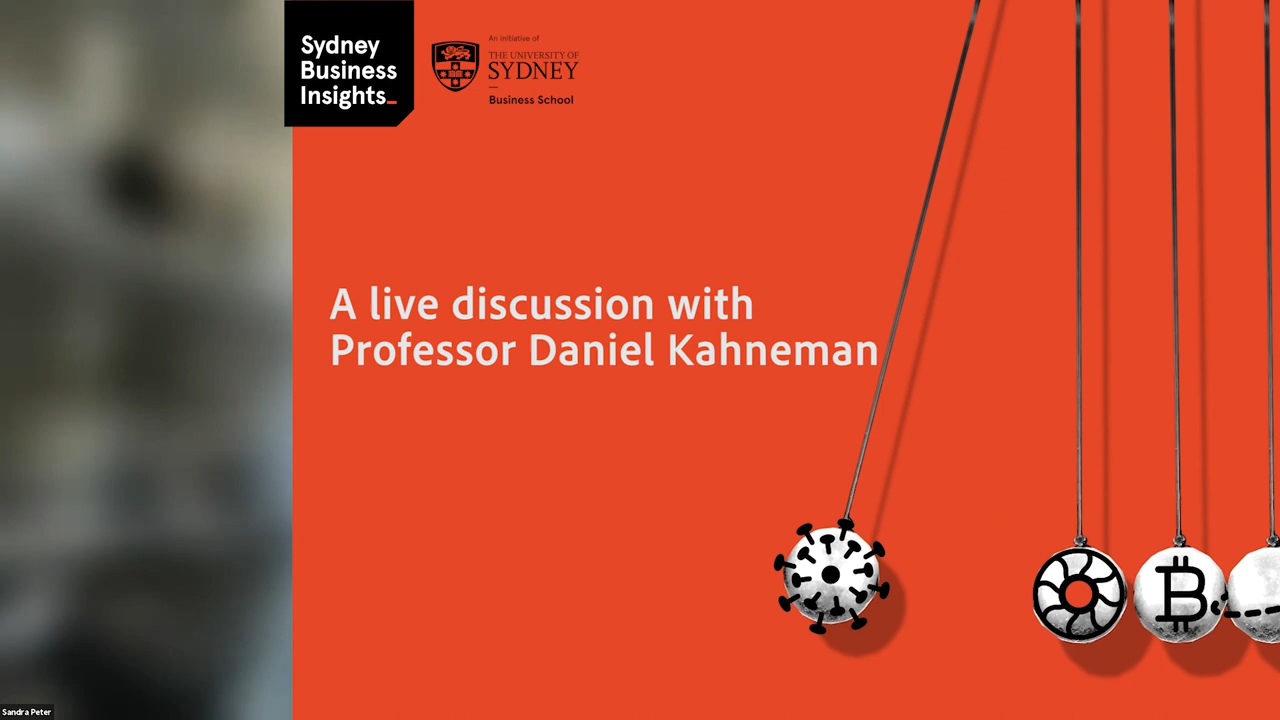 Sydney
Business
Insights_
An initiative of
THE UNIVERSITY OF
SYDNEY
Business School
A live discussion with
Professor Daniel Kahneman
Sandra Peter